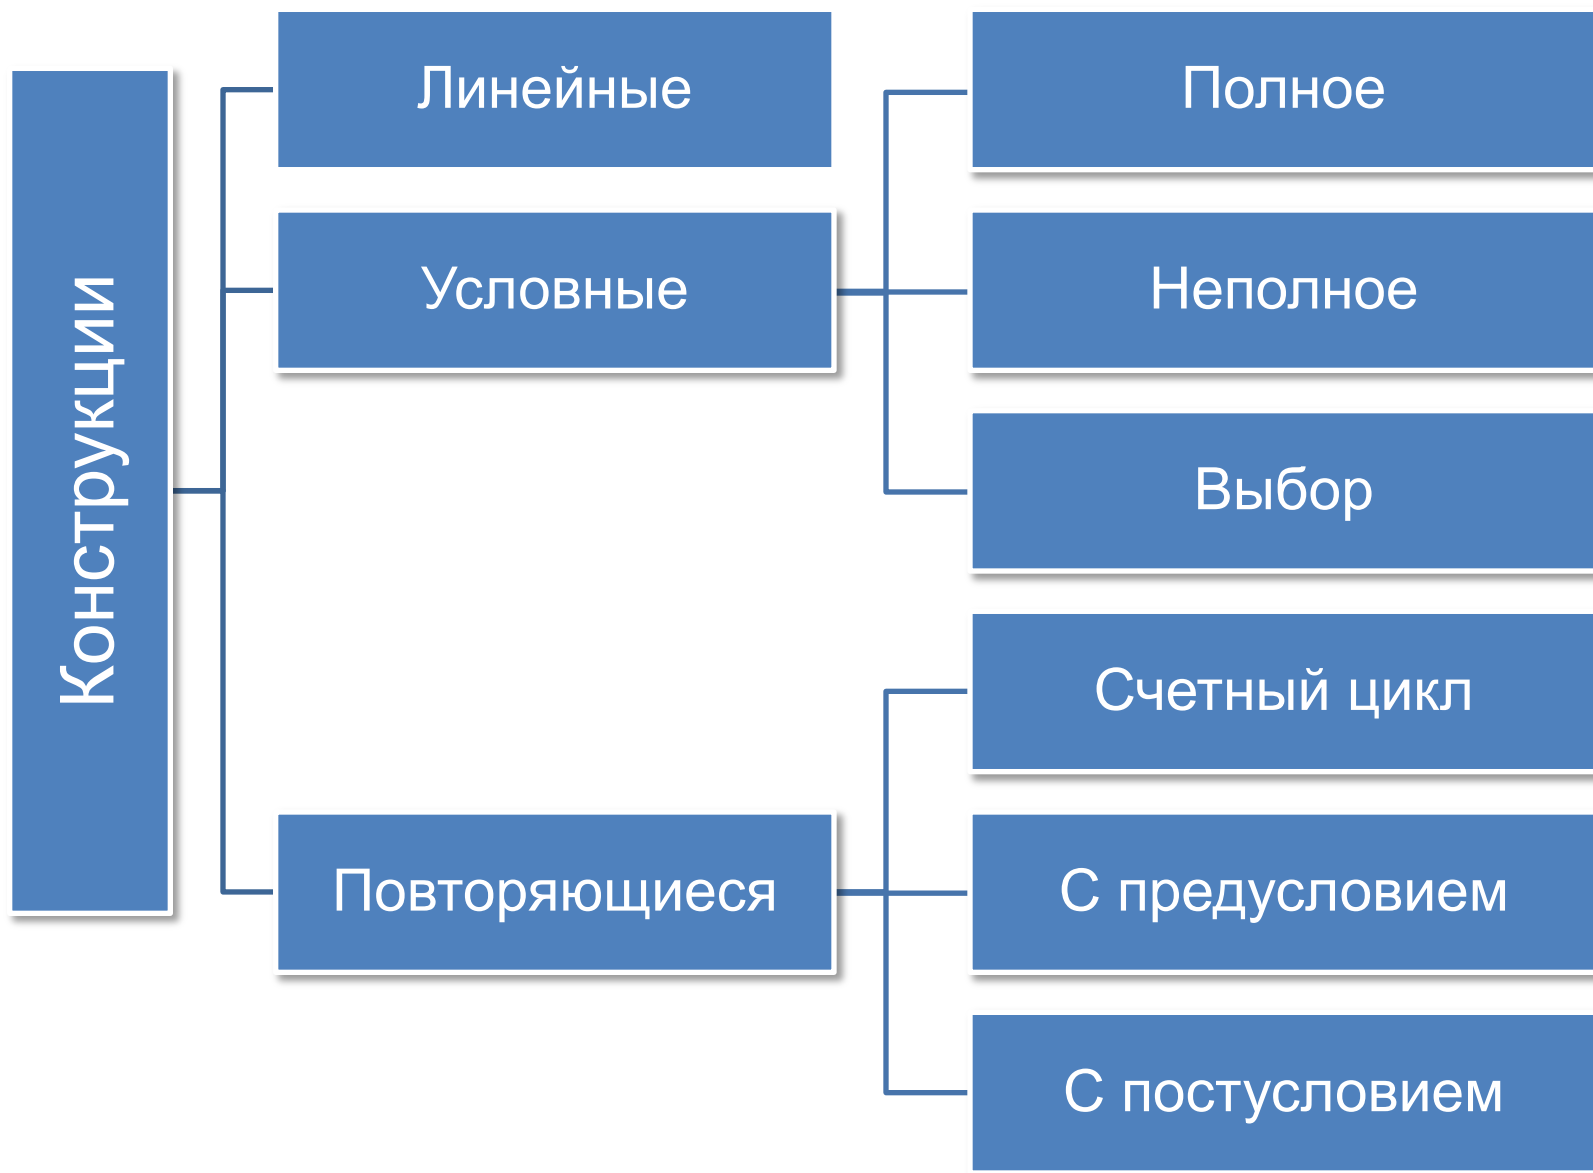 Конструкции
Линейные
Условные
Полное
Неполное
Выбор
Повторяющиеся
Счетный цикл
С предусловием
С постусловием